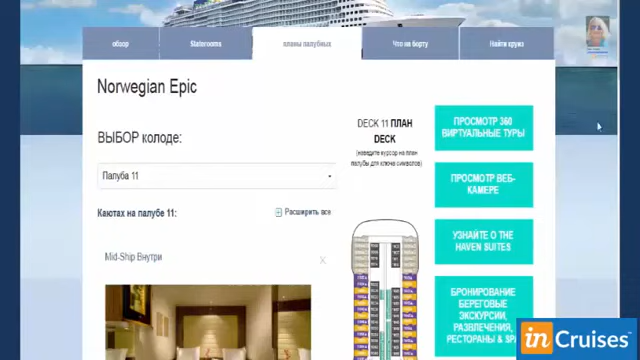 обзор
Staterooms
планы палубных
Что на борту
Найти круиз
Norwegian Epic
ВЫБОР колоде:
Палуба 11
Каютах на палубе 11:
Расширить все
Mid-Ship Внутри
X
DECK 11 ПЛАН
DECK
(наведите курсор на план
палубы для ключа символов)
ПРОСМОТР 360
ВИРТУАЛЬНЫЕ ТУРЫ
ПРОСМОТР ВЕБ-
КАМЕРЕ
УЗНАЙТЕ О THE
HAVEN SUITES
БРОНИРОВАНИЕ
БЕРЕГОВЫЕ
ЭКСКУРСИИ,
РАЗВЛЕЧЕНИЯ,
РЕСТОРАНЫ & SPA
inCruises